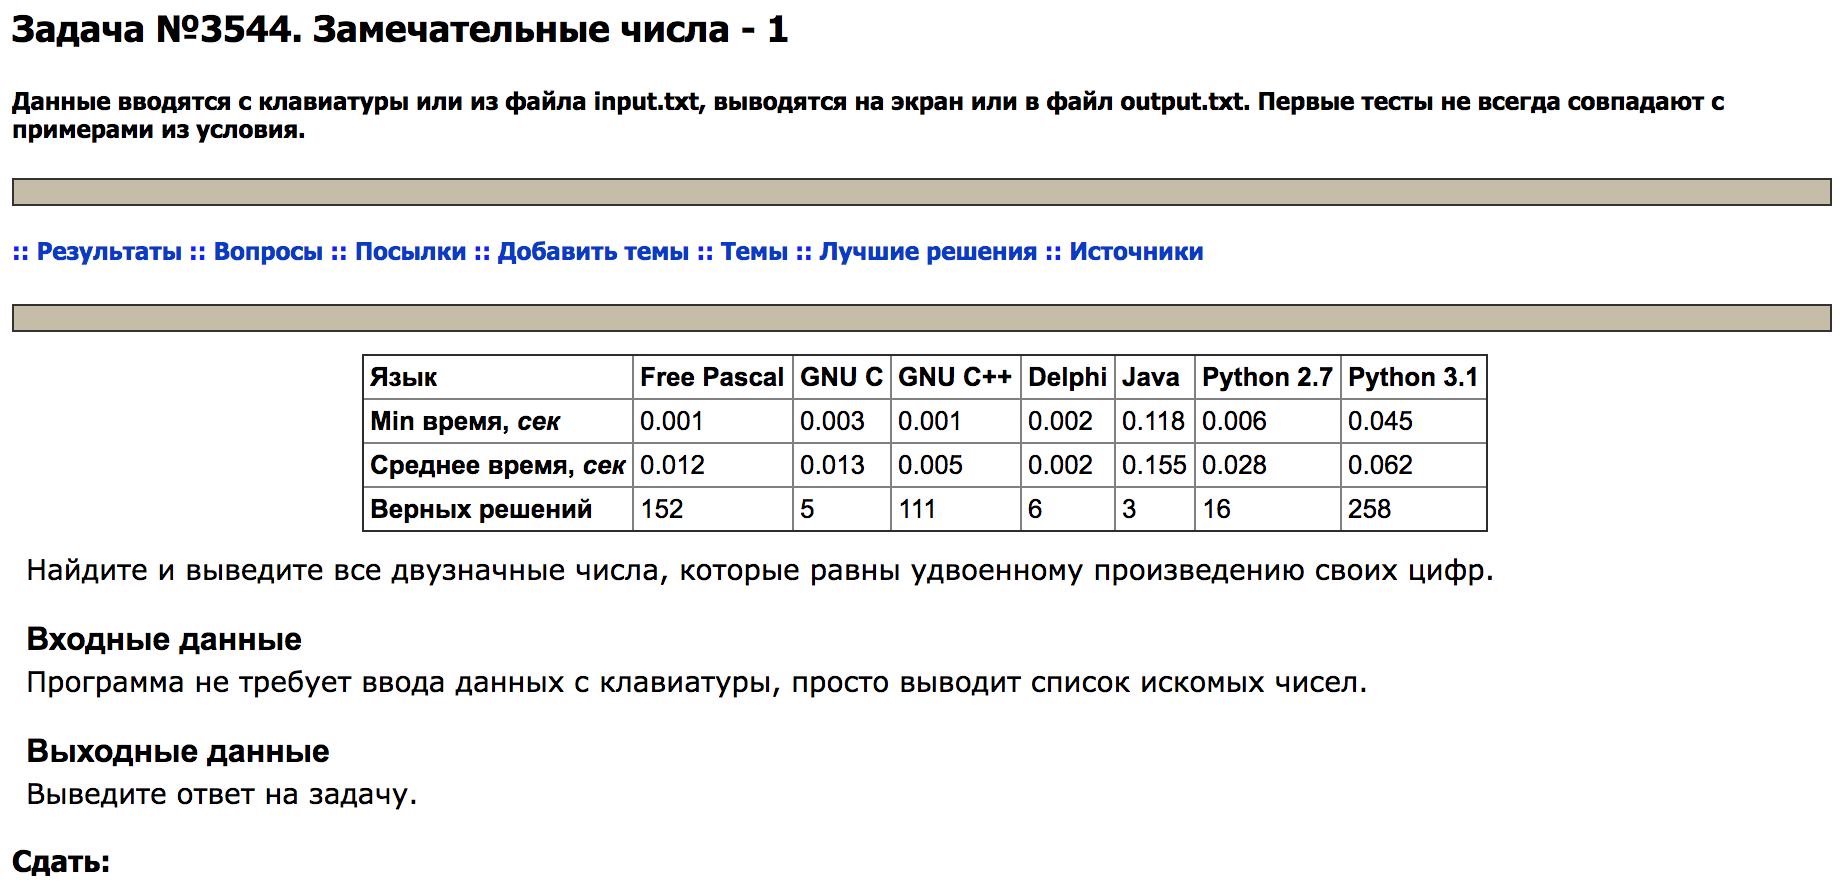 Задача №3544. Замечательные числа - 1
Данные вводятся с клавиатуры или из файла input.txt, выводятся на экран или в файл output.txt. Первые тесты не всегда совпадают с
примерами из условия.
:: Результаты :: Вопросы :: Посылки :: Добавить темы :: Темы :: Лучшие решения :: Источники
Язык Free Pascal GNU C GNU C++ Delphi Java Python 2.7 Python 3.1
Min время, сек 0.001 0.003 0.001 0.002 0.118 0.006 0.045
Среднее время, сек 0.012 0.013 0.005 0.002 0.155 0.028 0.062
Верных решений 152 5 111 6 3 16 258
Найдите и выведите все двузначные числа, которые равны удвоенному произведению своих цифр.
Входные данные
Программа не требует ввода данных с клавиатуры, просто выводит список искомых чисел.
Выходные данные
Выведите ответ на задачу.
Сдать: